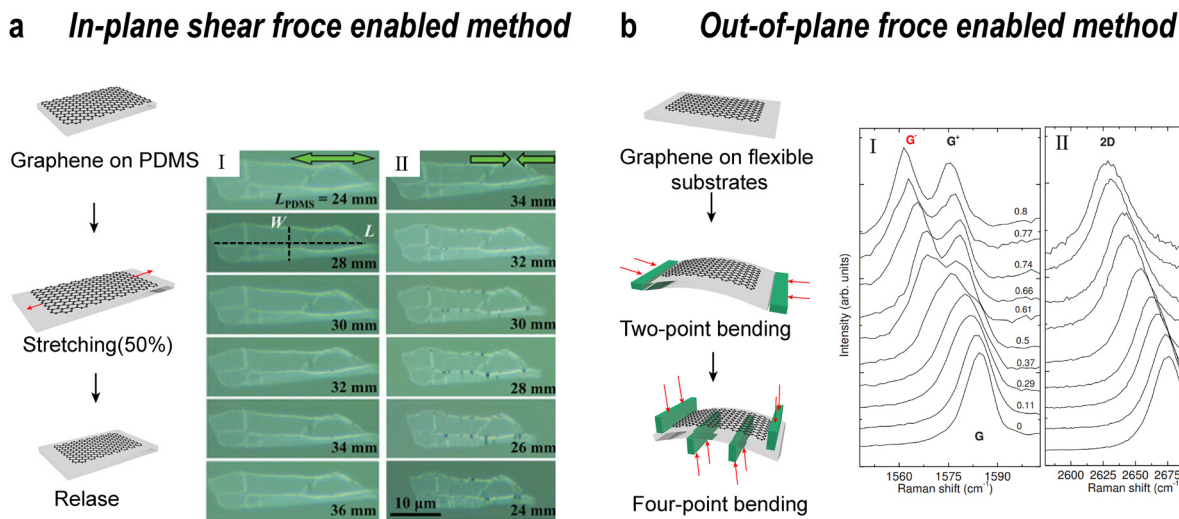 a In-plane shear froce enabled method
Graphene on PDMS
Stretching(50%)
Relase
I
L_PDMS = 24 mm
W
L
28 mm
30 mm
32 mm
34 mm
36 mm
II
34 mm
32 mm
30 mm
28 mm
26 mm
10 μm
24 mm
b Out-of-plane froce enabled method
Graphene on flexible
substrates
Two-point bending
Four-point bending
Intensity (arb. units)
I
G⁻
G⁺
0.8
0.77
0.74
0.66
0.61
0.5
0.37
0.29
0.11
0
G
1560 1575 1590
Raman shift (cm⁻¹)
II
2D
2600 2625 2650 2675
Raman shift (cm⁻¹)